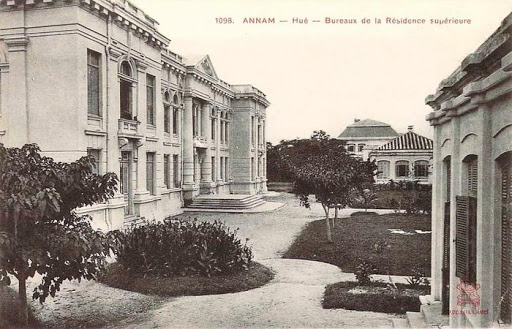 1098. ANNAM — Hué — Bureaux de la Résidence supérieure